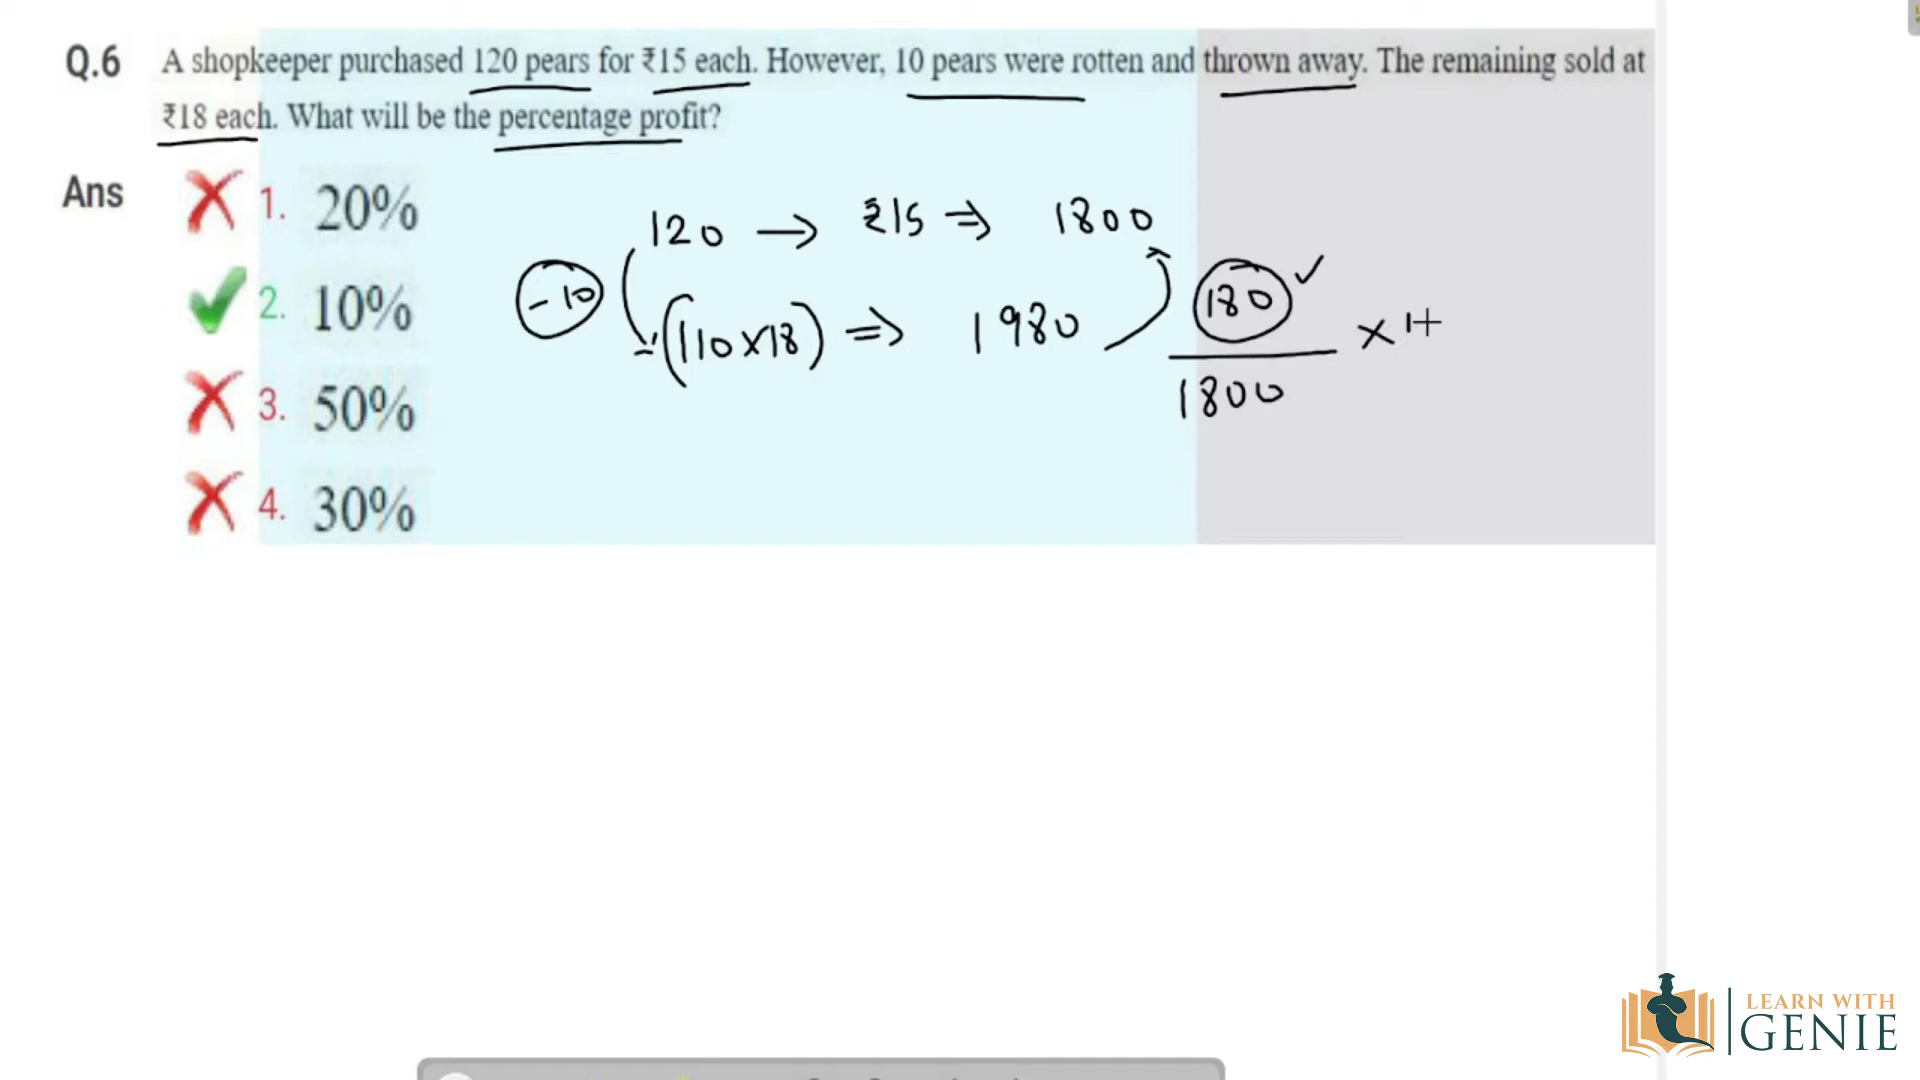 Q.6 A shopkeeper purchased 120 pears for ₹15 each. However, 10 pears were rotten and thrown away. The remaining sold at
₹18 each. What will be the percentage profit?
Ans
1. 20%
2. 10%
3. 50%
4. 30%
120 → ₹15 ⇒ 1800
-10
(110×18) ⇒ 1980
180
1800
×
LEARN WITH
GENIE